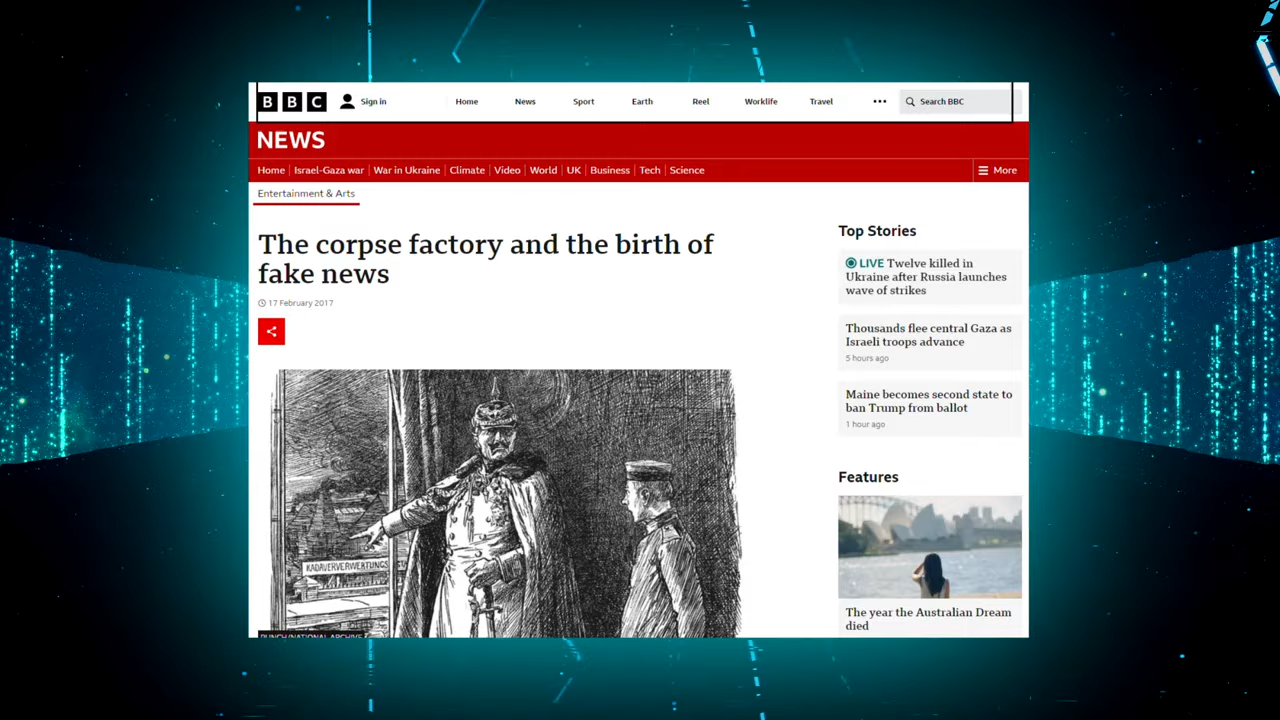 BBC
Sign in
Home
News
Sport
Earth
Reel
Worklife
Travel
Search BBC
NEWS
Home
Israel-Gaza war
War in Ukraine
Climate
Video
World
UK
Business
Tech
Science
More
Entertainment & Arts
The corpse factory and the birth of
fake news
17 February 2017
KADAVERVERWERTUNGS
PUNCH/NATIONAL ARCHIVE
Top Stories
LIVE Twelve killed in
Ukraine after Russia launches
wave of strikes
Thousands flee central Gaza as
Israeli troops advance
5 hours ago
Maine becomes second state to
ban Trump from ballot
1 hour ago
Features
The year the Australian Dream
died